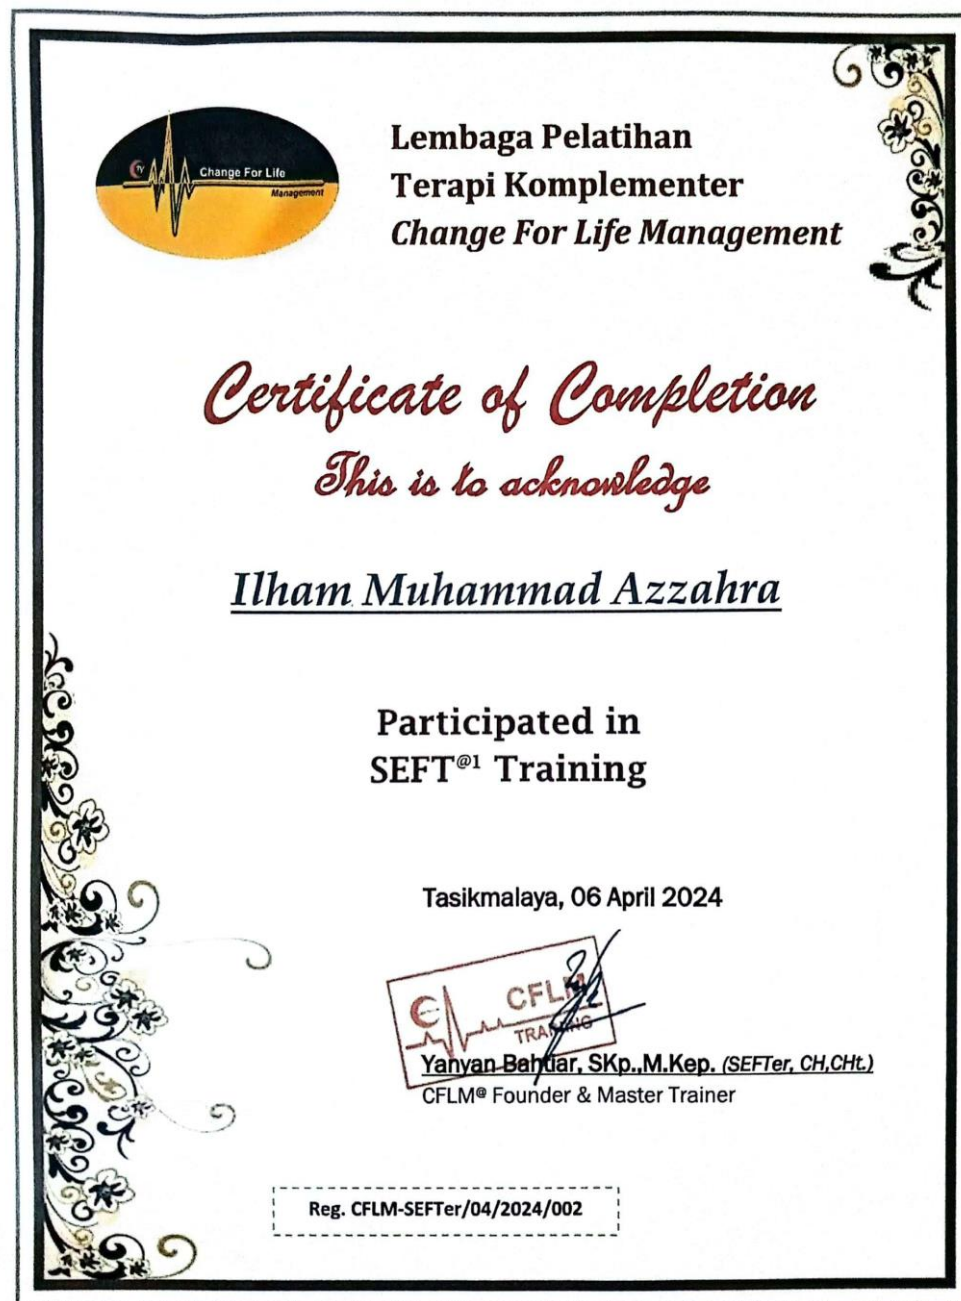 Change For Life
Management
Lembaga Pelatihan
Terapi Komplementer
Change For Life Management
Certificate of Completion
This is to acknowledge
Ilham Muhammad Azzahra
Participated in
SEFT@1 Training
Tasikmalaya, 06 April 2024
CFLM
TRAINING
Yanyan Bahtiar, SKp.,M.Kep. (SEFTer, CH,CHt.)
CFLM@ Founder & Master Trainer
Reg. CFLM-SEFTer/04/2024/002